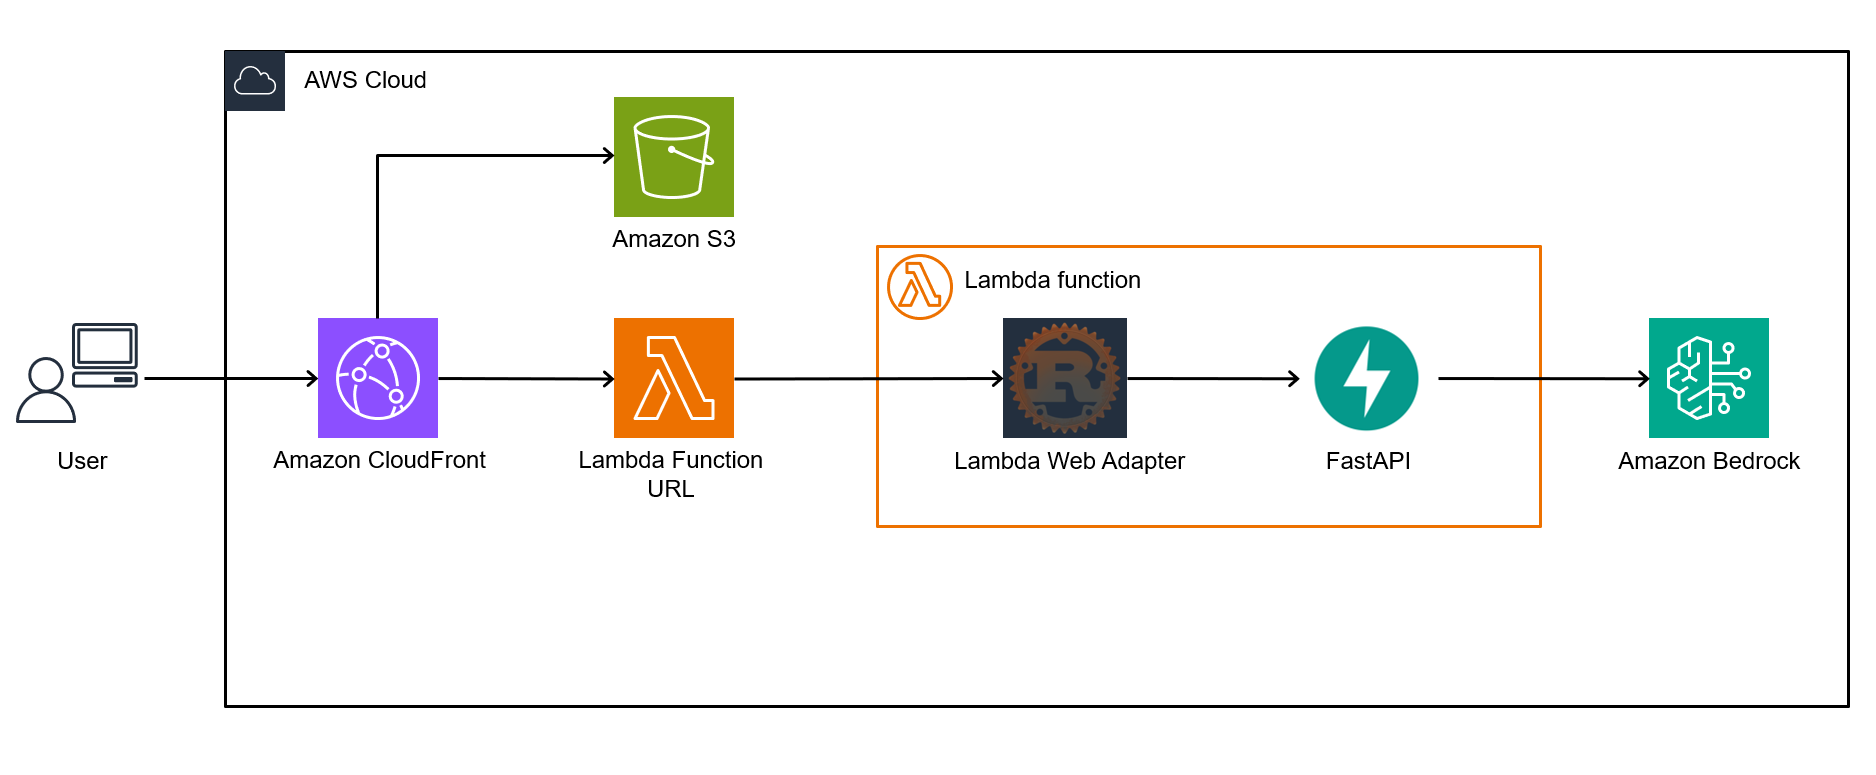 AWS Cloud
Amazon S3
Lambda function
User
Amazon CloudFront
Lambda Function
URL
Lambda Web Adapter
FastAPI
Amazon Bedrock